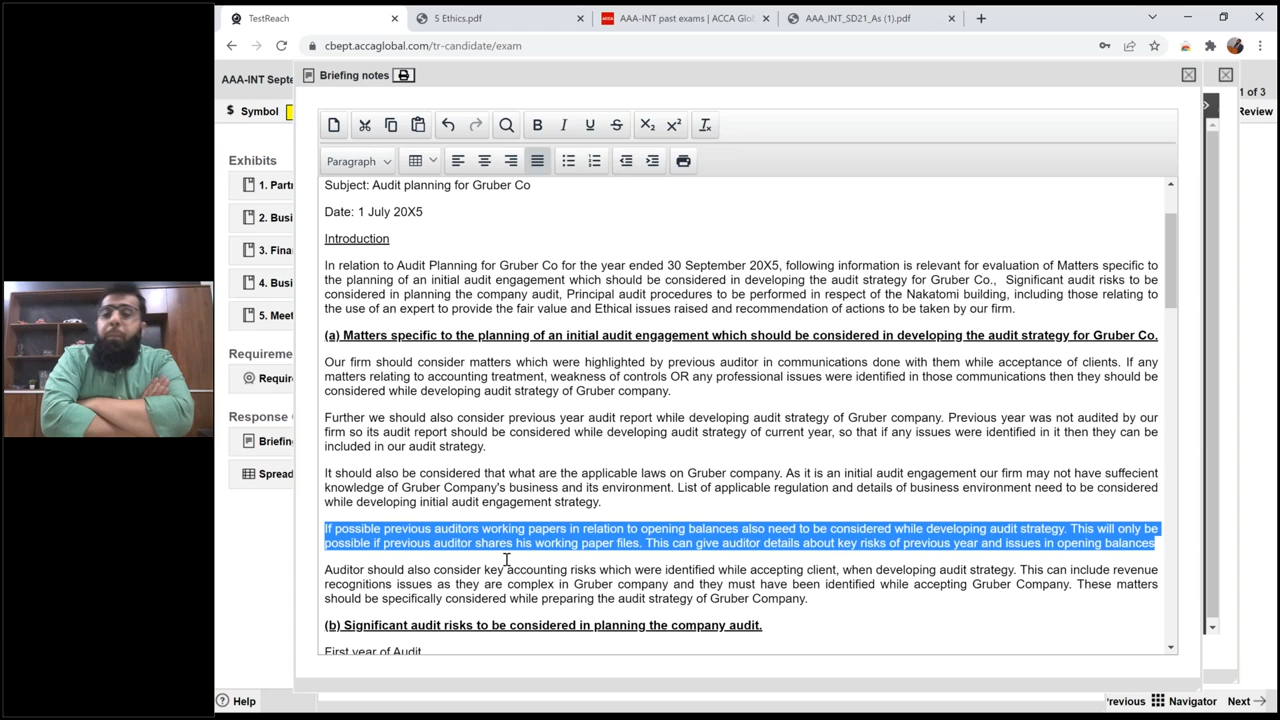 TestReach
5 Ethics.pdf
AAA-INT past exams | ACCA Glo
AAA_INT_SD21_As (1).pdf
cbept.accaglobal.com/tr-candidate/exam
AAA-INT Septe
Briefing notes
1 of 3
$ Symbol
Review
Exhibits
1. Partn
2. Busi
3. Fina
4. Busi
5. Meet
Requireme
Requir
Response O
Briefin
Spread
Paragraph
Subject: Audit planning for Gruber Co
Date: 1 July 20X5
Introduction
In relation to Audit Planning for Gruber Co for the year ended 30 September 20X5, following information is relevant for evaluation of Matters specific to
the planning of an initial audit engagement which should be considered in developing the audit strategy for Gruber Co., Significant audit risks to be
considered in planning the company audit, Principal audit procedures to be performed in respect of the Nakatomi building, including those relating to
the use of an expert to provide the fair value and Ethical issues raised and recommendation of actions to be taken by our firm.
(a) Matters specific to the planning of an initial audit engagement which should be considered in developing the audit strategy for Gruber Co.
Our firm should consider matters which were highlighted by previous auditor in communications done with them while acceptance of clients. If any
matters relating to accounting treatment, weakness of controls OR any professional issues were identified in those communications then they should be
considered while developing audit strategy of Gruber company.
Further we should also consider previous year audit report while developing audit strategy of Gruber company. Previous year was not audited by our
firm so its audit report should be considered while developing audit strategy of current year, so that if any issues were identified in it then they can be
included in our audit strategy.
It should also be considered that what are the applicable laws on Gruber company. As it is an initial audit engagement our firm may not have suffecient
knowledge of Gruber Company's business and its environment. List of applicable regulation and details of business environment need to be considered
while developing initial audit engagement strategy.
If possible previous auditors working papers in relation to opening balances also need to be considered while developing audit strategy. This will only be
possible if previous auditor shares his working paper files. This can give auditor details about key risks of previous year and issues in opening balances
Auditor should also consider key accounting risks which were identified while accepting client, when developing audit strategy. This can include revenue
recognitions issues as they are complex in Gruber company and they must have been identified while accepting Gruber Company. These matters
should be specifically considered while preparing the audit strategy of Gruber Company.
(b) Significant audit risks to be considered in planning the company audit.
First year of Audit
Help
revious
Navigator
Next